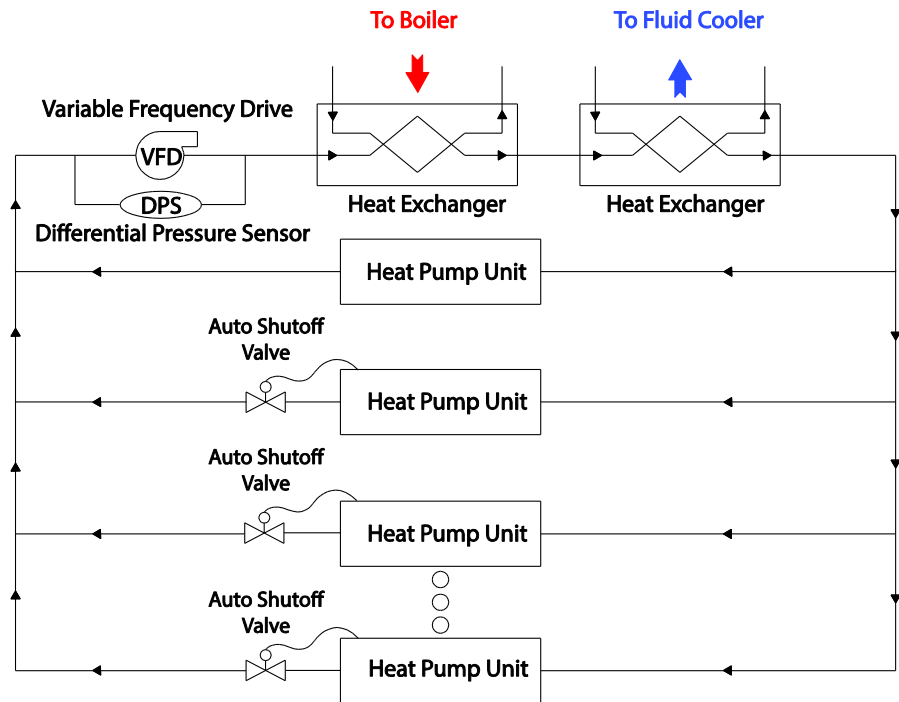 To Boiler
To Fluid Cooler
Variable Frequency Drive
VFD
DPS
Differential Pressure Sensor
Heat Exchanger
Heat Exchanger
Heat Pump Unit
Auto Shutoff
Valve
Heat Pump Unit
Auto Shutoff
Valve
Heat Pump Unit
Auto Shutoff
Valve
Heat Pump Unit